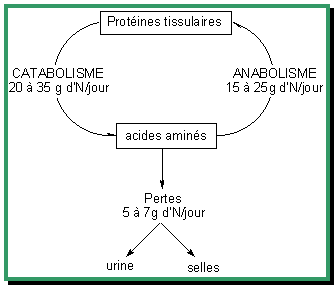 Protéines tissulaires
CATABOLISME
20 à 35 g d'N/jour
ANABOLISME
15 à 25g d'N/jour
acides aminés
Pertes
5 à 7g d'N/jour
urine
selles